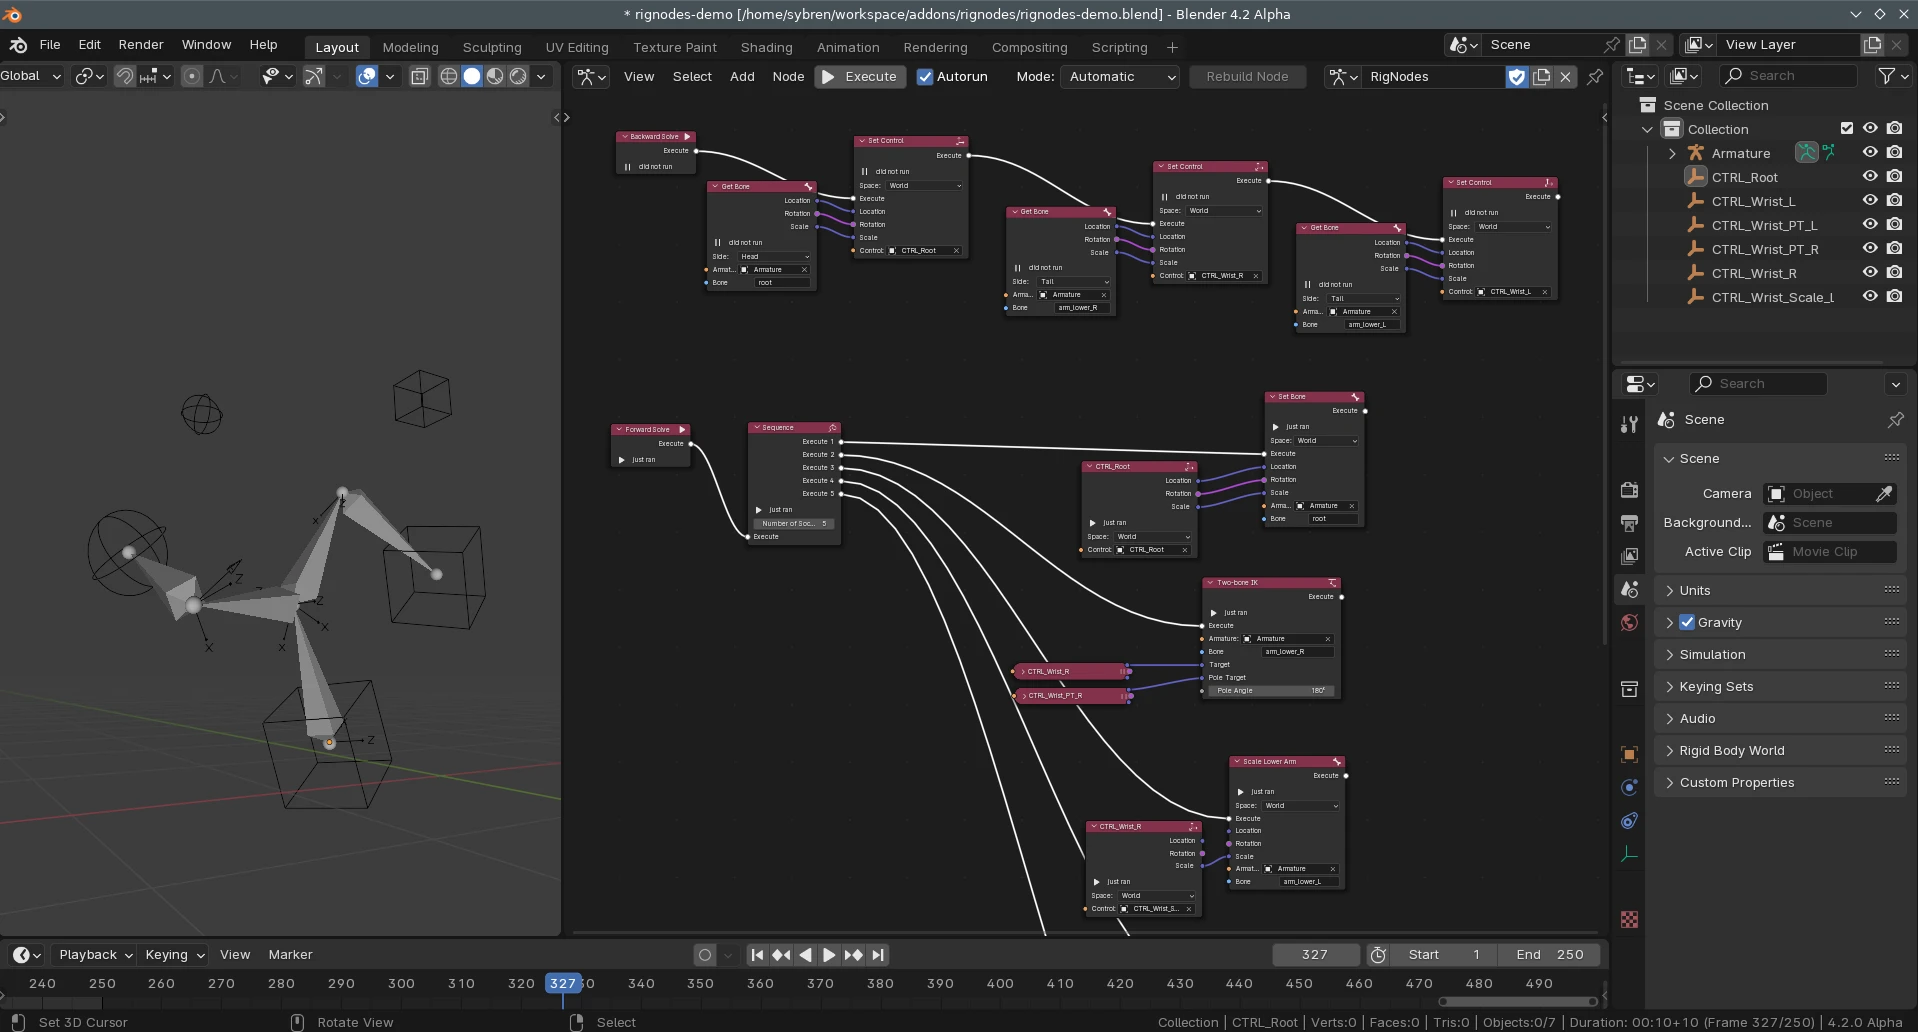 * rignodes-demo [/home/sybren/workspace/addons/rignodes/rignodes-demo.blend] - Blender 4.2 Alpha
File Edit Render Window Help Layout Modeling Sculpting UV Editing Texture Paint Shading Animation Rendering Compositing Scripting + Scene View Layer
Global View Select Add Node Execute Autorun Mode: Automatic Rebuild Node RigNodes Search
Scene Collection
Collection
Armature
CTRL_Root
CTRL_Wrist_L
CTRL_Wrist_PT_L
CTRL_Wrist_PT_R
CTRL_Wrist_R
CTRL_Wrist_Scale_L
Backward Solve
Execute
did not run
Get Bone
Location
Rotation
Scale
did not run
Side: Head
Armat... Armature
Bone root
Set Control
Execute
did not run
Space: World
Execute
Location
Rotation
Scale
Control: CTRL_Root
Get Bone
Location
Rotation
Scale
did not run
Side: Tail
Arma... Armature
Bone arm_lower_R
Set Control
Execute
did not run
Space: World
Execute
Location
Rotation
Scale
Control: CTRL_Wrist_R
Get Bone
Location
Rotation
Scale
did not run
Side: Tail
Arma... Armature
Bone arm_lower_L
Set Control
Execute
did not run
Space: World
Execute
Location
Rotation
Scale
Control: CTRL_Wrist_L
Forward Solve
Execute
just ran
Sequence
Execute 1
Execute 2
Execute 3
Execute 4
Execute 5
just ran
Number of Soc... 5
Execute
CTRL_Root
Location
Rotation
Scale
just ran
Space: World
Control: CTRL_Root
Set Bone
Execute
just ran
Space: World
Execute
Location
Rotation
Scale
Arma... Armature
Bone root
Two-bone IK
Execute
just ran
Execute
Armature: Armature
Bone arm_lower_R
Target
Pole Target
Pole Angle 180°
CTRL_Wrist_R
CTRL_Wrist_PT_R
Scale Lower Arm
Execute
just ran
Space: World
Execute
Location
Rotation
Scale
Armat... Armature
Bone arm_lower_L
CTRL_Wrist_R
Location
Rotation
Scale
just ran
Space: World
Control: CTRL_Wrist_S...
X
Z
Z
X
Z
X
X
Z
Search
Scene
Scene
Camera Object
Background... Scene
Active Clip Movie Clip
Units
Gravity
Simulation
Keying Sets
Audio
Rigid Body World
Custom Properties
Playback Keying View Marker 327 Start 1 End 250
240 250 260 270 280 290 300 310 320 327 340 350 360 370 380 390 400 410 420 430 440 450 460 470 480 490
Set 3D Cursor Rotate View Select Collection | CTRL_Root | Verts:0 | Faces:0 | Tris:0 | Objects:0/7 | Duration: 00:10+10 (Frame 327/250) | 4.2.0 Alpha